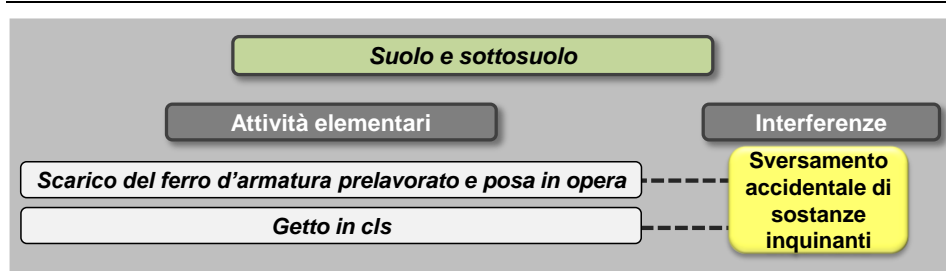 Suolo e sottosuolo
Attività elementari
Interferenze
Scarico del ferro d'armatura prelavorato e posa in opera
Getto in cls
Sversamento
accidentale di
sostanze
inquinanti